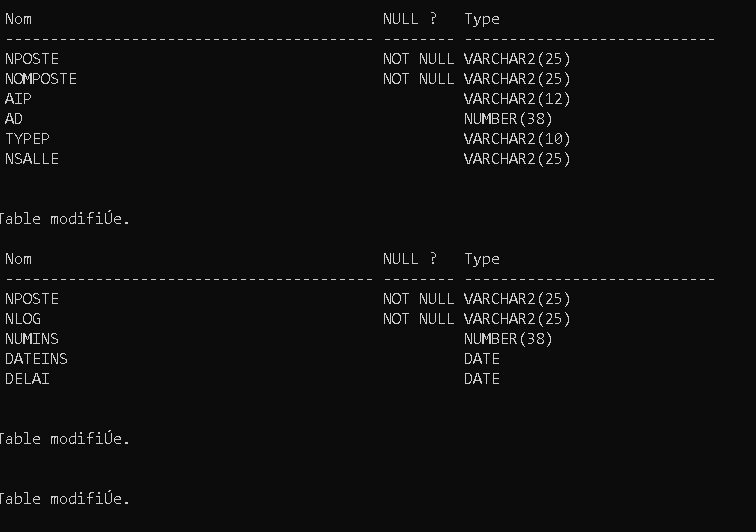 Nom NULL ? Type
----------------------------------------- -------- ----------------------------
NPOSTE NOT NULL VARCHAR2(25)
NOMPOSTE NOT NULL VARCHAR2(25)
AIP VARCHAR2(12)
AD NUMBER(38)
TYPEP VARCHAR2(10)
NSALLE VARCHAR2(25)
Table modifiÚe.
Nom NULL ? Type
----------------------------------------- -------- ----------------------------
NPOSTE NOT NULL VARCHAR2(25)
NLOG NOT NULL VARCHAR2(25)
NUMINS NUMBER(38)
DATEINS DATE
DELAI DATE
Table modifiÚe.
Table modifiÚe.